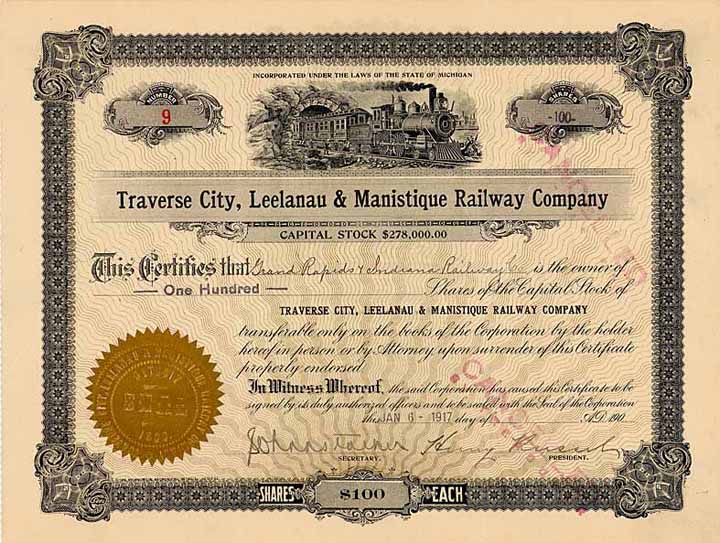 INCORPORATED UNDER THE LAWS OF THE STATE OF MICHIGAN
NUMBER
9
SHARES
-100-
Traverse City, Leelanau & Manistique Railway Company
CAPITAL STOCK $278,000.00
This Certifies that Grand Rapids & Indiana Railway Co is the owner of
— One Hundred — Shares of the Capital Stock of
TRAVERSE CITY, LEELANAU & MANISTIQUE RAILWAY COMPANY
transferable only on the books of the Corporation by the holder
hereof in person or by Attorney, upon surrender of this Certificate
properly endorsed.
In Witness Whereof, the said Corporation has caused this Certificate to be
signed by its duly authorized officers and to be sealed with the Seal of the Corporation
this JAN 6 - 1917 day of A.D. 190
Henry
SECRETARY. PRESIDENT.
SHARES $100 EACH
SEAL
CANCELLED